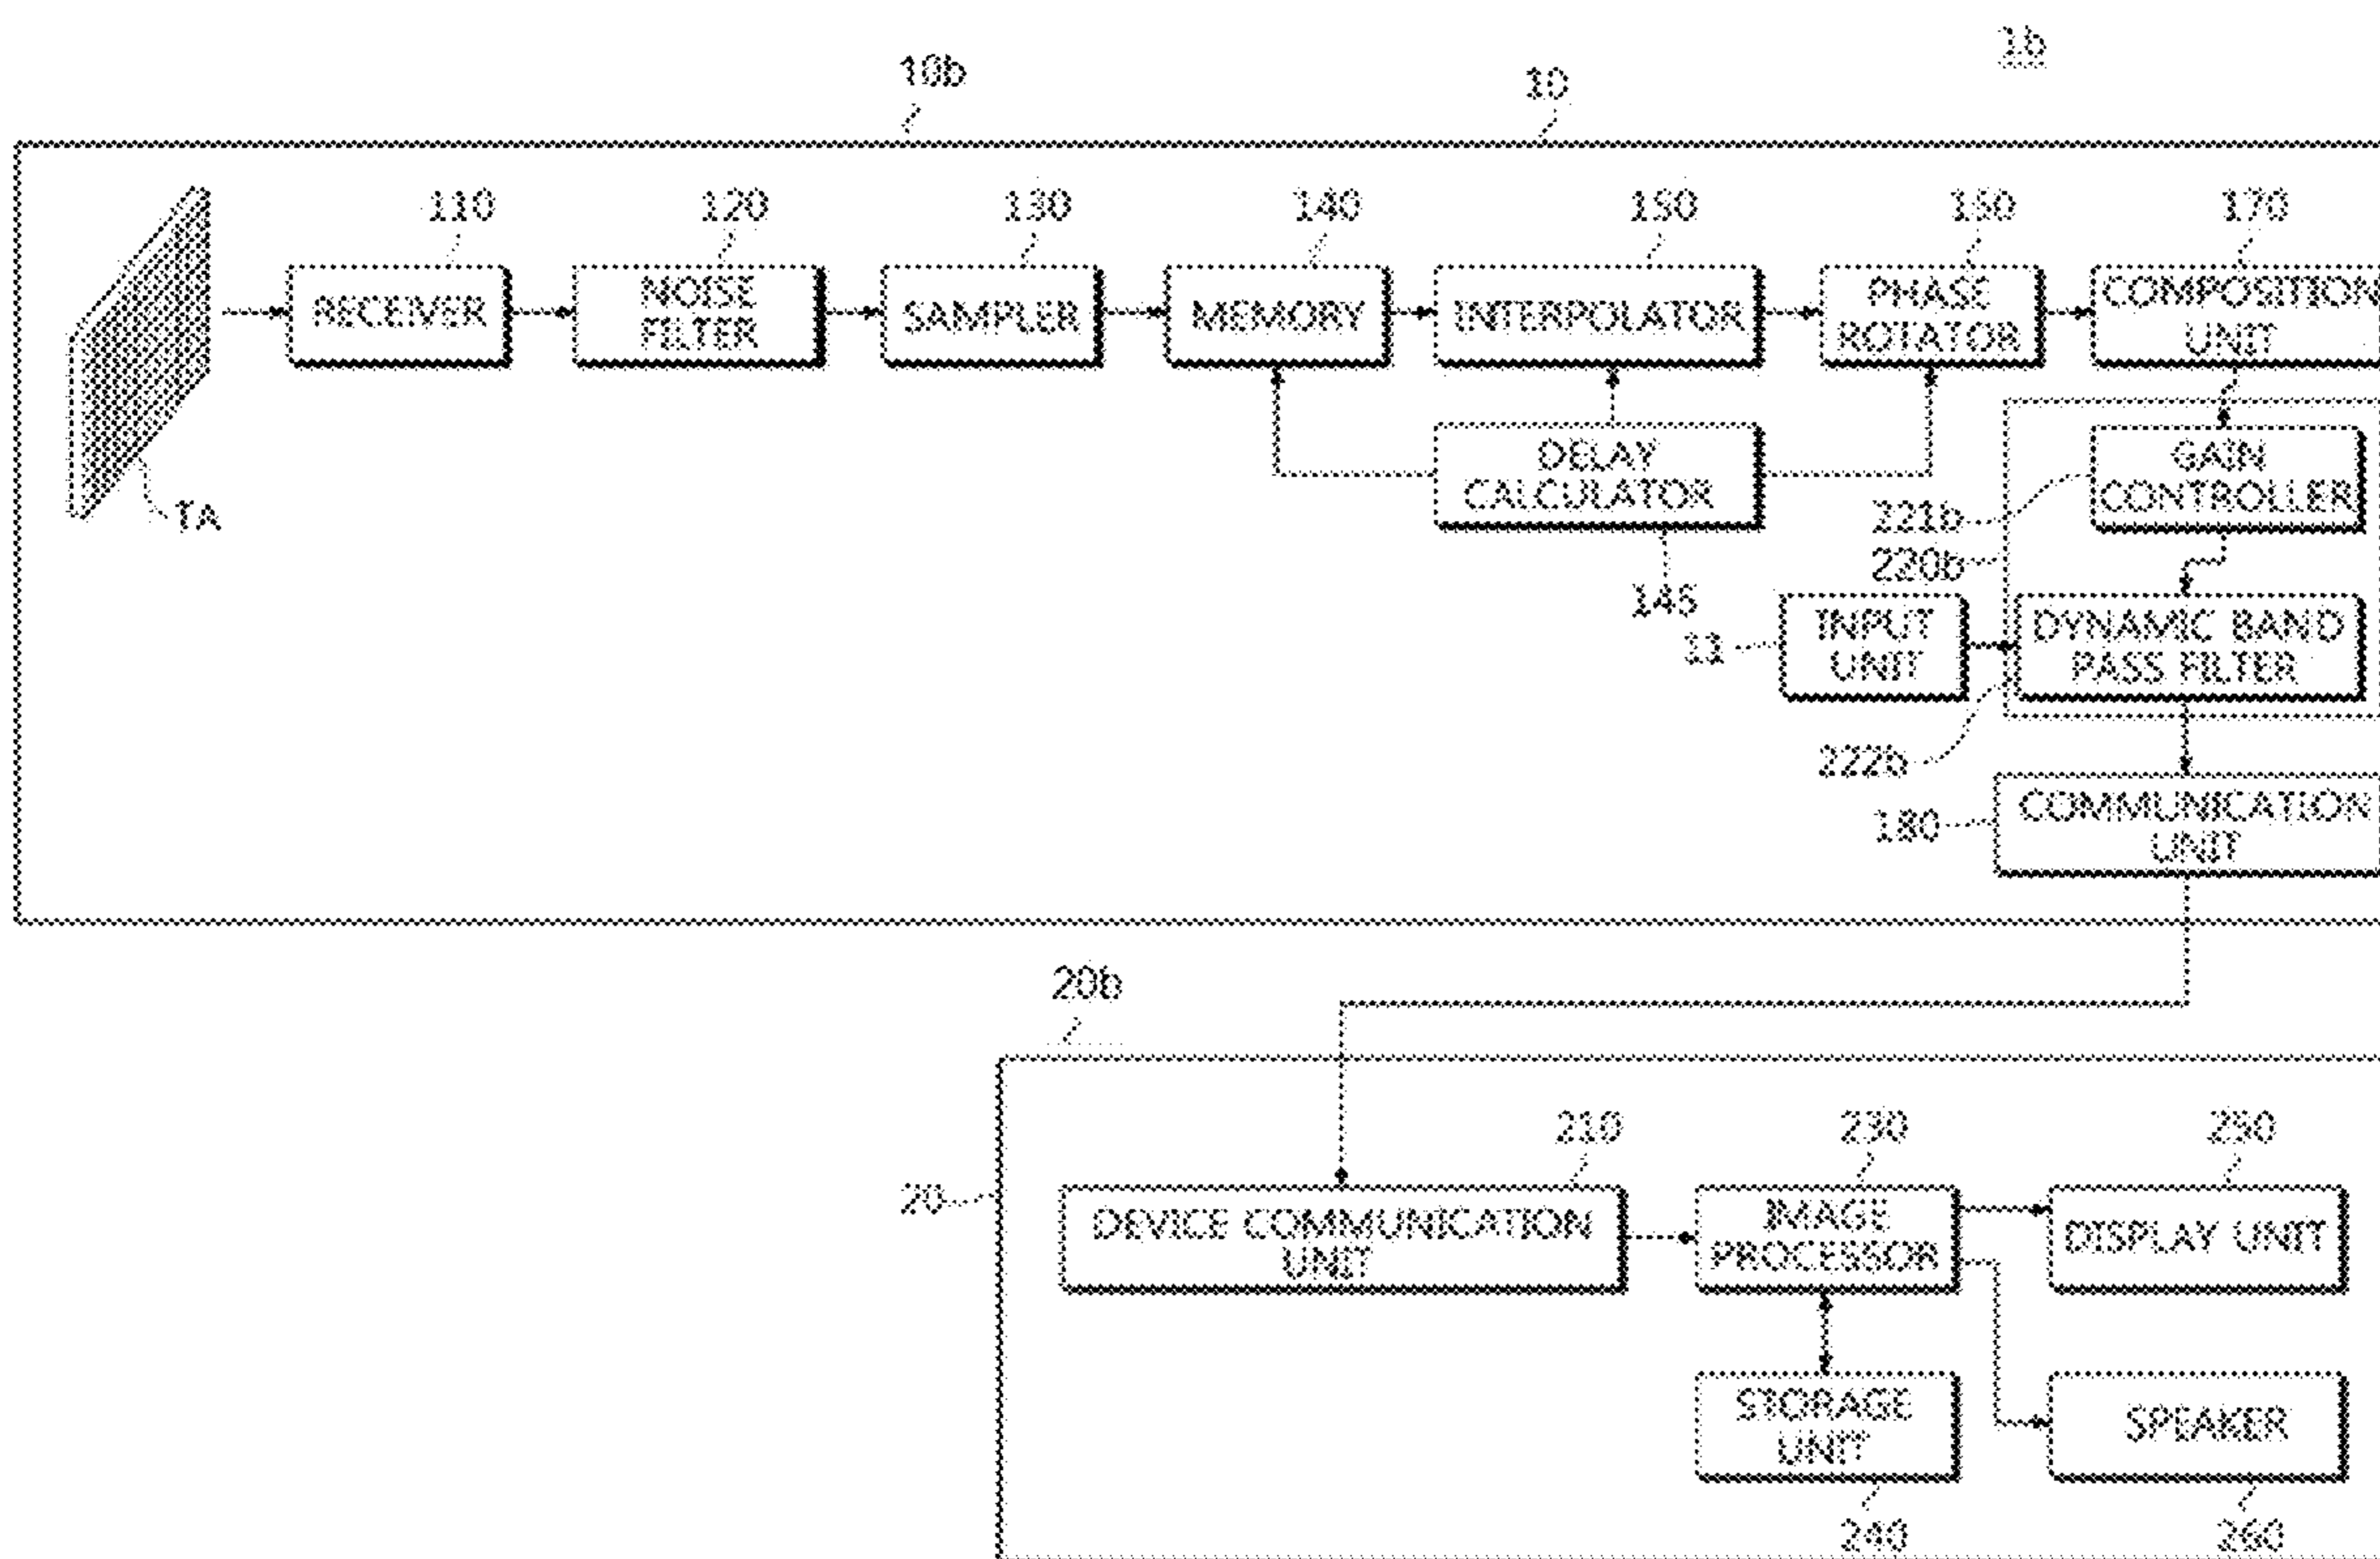 1b
10b
10
110
120
130
140
150
160
170
RECEIVER
NOISE
FILTER
SAMPLER
MEMORY
INTERPOLATOR
PHASE
ROTATOR
COMPOSITION
UNIT
DELAY
CALCULATOR
GAIN
CONTROLLER
TA
221b
220b
145
11
INPUT
UNIT
DYNAMIC BAND
PASS FILTER
222b
COMMUNICATION
UNIT
180
20b
210
230
250
20
DEVICE COMMUNICATION
UNIT
IMAGE
PROCESSOR
DISPLAY UNIT
STORAGE
UNIT
SPEAKER
240
260